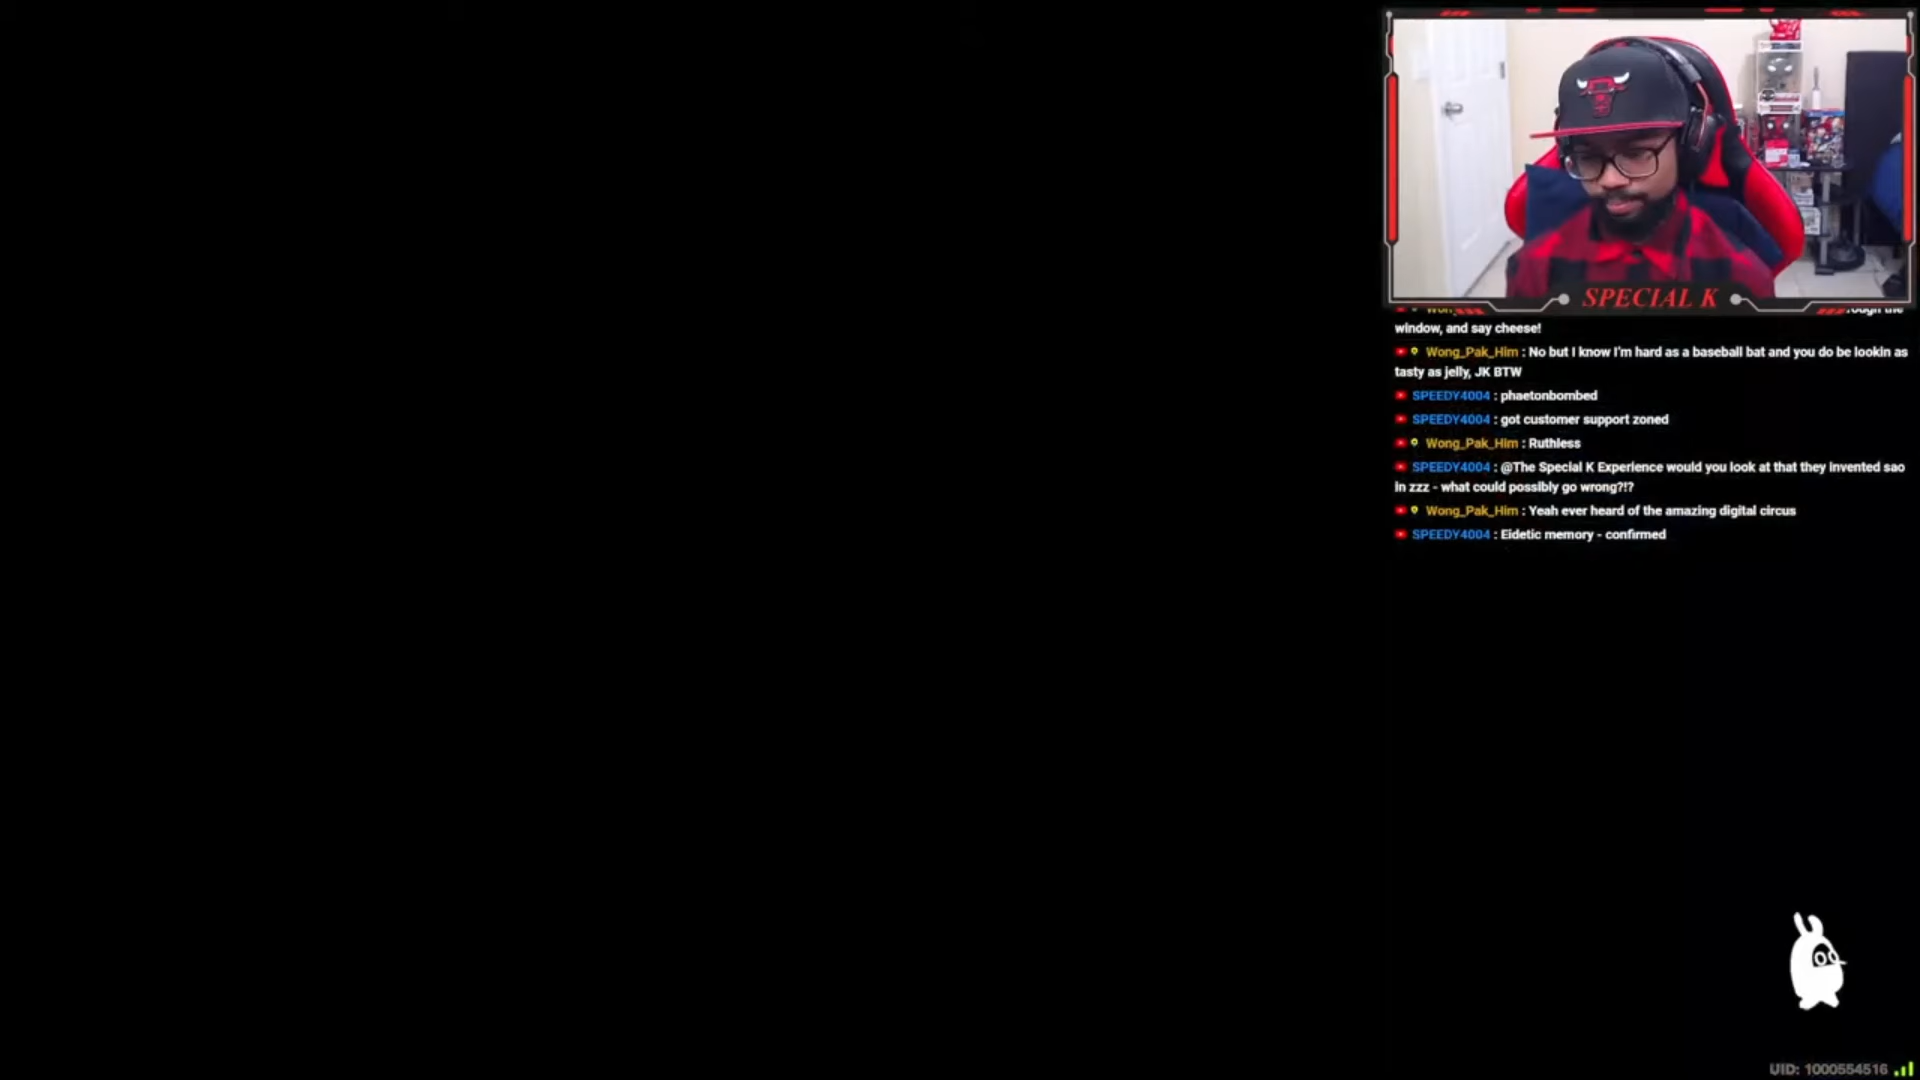 SPECIAL K
window, and say cheese!
Wong_Pak_Him : No but I know I'm hard as a baseball bat and you do be lookin as
tasty as jelly, JK BTW
SPEEDY4004 : phaetonbombed
SPEEDY4004 : got customer support zoned
Wong_Pak_Him : Ruthless
SPEEDY4004 : @The Special K Experience would you look at that they invented sao
in zzz - what could possibly go wrong?!?
Wong_Pak_Him : Yeah ever heard of the amazing digital circus
SPEEDY4004 : Eidetic memory - confirmed
UID: 1000554516